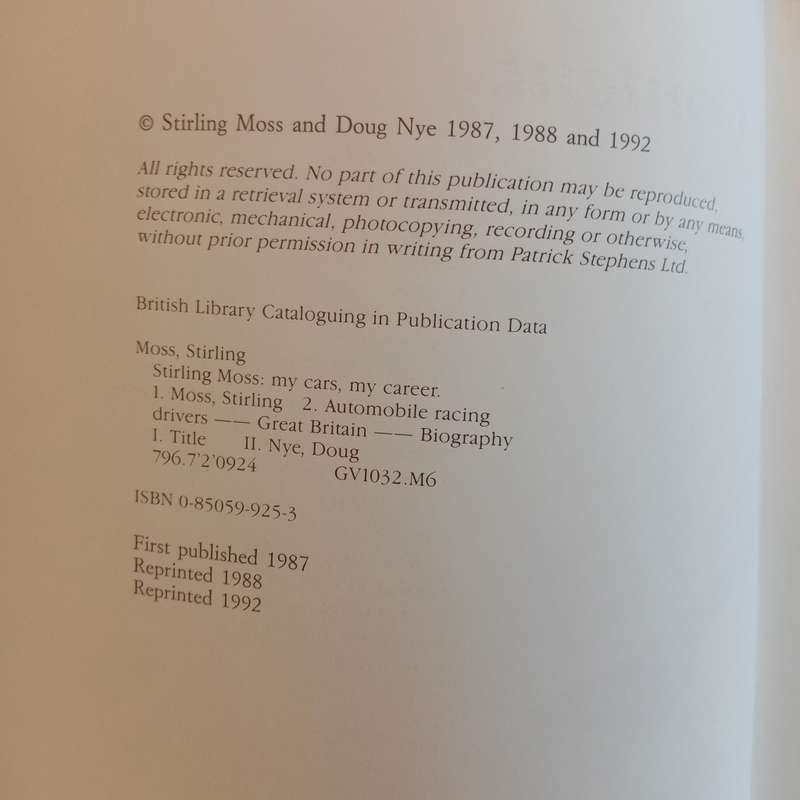 © Stirling Moss and Doug Nye 1987, 1988 and 1992
All rights reserved. No part of this publication may be reproduced,
stored in a retrieval system or transmitted, in any form or by any means,
electronic, mechanical, photocopying, recording or otherwise,
without prior permission in writing from Patrick Stephens Ltd.
British Library Cataloguing in Publication Data
Moss, Stirling
Stirling Moss: my cars, my career.
1. Moss, Stirling 2. Automobile racing
drivers —— Great Britain —— Biography
I. Title II. Nye, Doug
796.7'2'0924 GV1032.M6
ISBN 0-85059-925-3
First published 1987
Reprinted 1988
Reprinted 1992